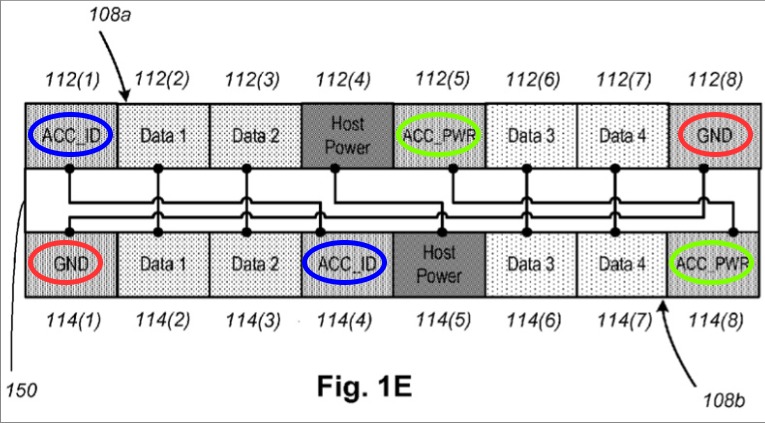 108a
112(1) 112(2) 112(3) 112(4) 112(5) 112(6) 112(7) 112(8)
ACC_ID Data 1 Data 2 Host Power ACC_PWR Data 3 Data 4 GND
GND Data 1 Data 2 ACC_ID Host Power Data 3 Data 4 ACC_PWR
114(1) 114(2) 114(3) 114(4) 114(5) 114(6) 114(7) 114(8)
150
Fig. 1E
108b